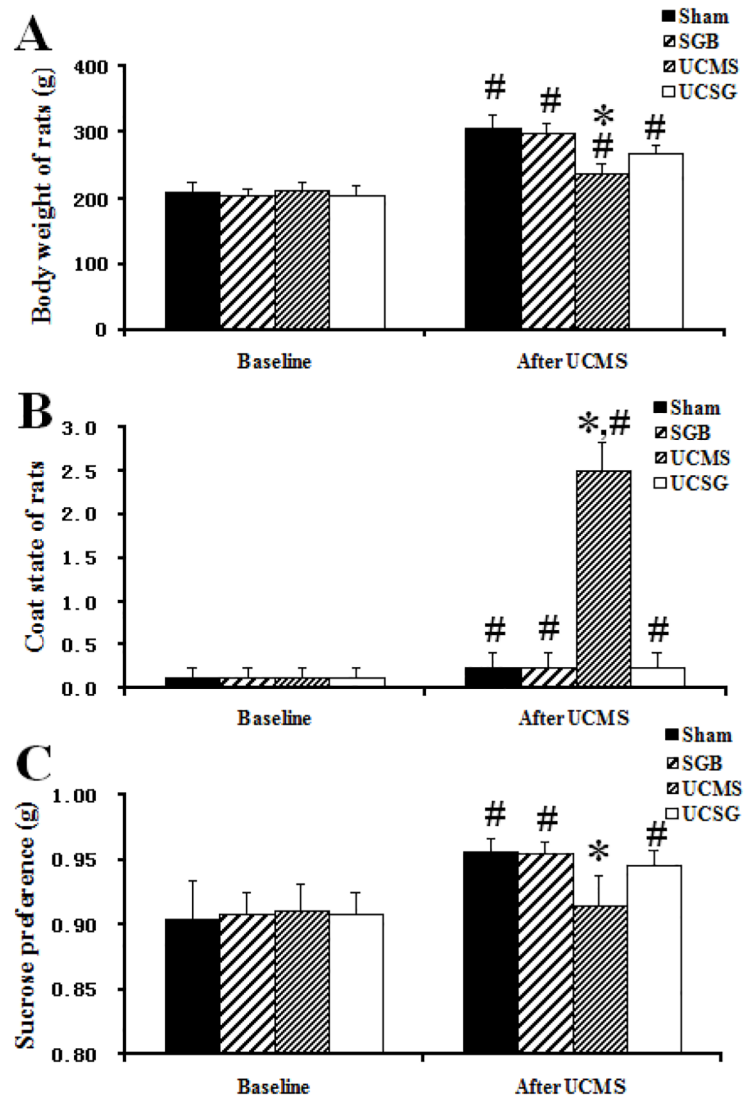 A
Sham
SGB
UCMS
UCSG
Body weight of rats (g)
400
300
200
100
0
# # * # #
Baseline After UCMS
B
Sham
SGB
UCMS
UCSG
Coat state of rats
3.0
2.5
2.0
1.5
1.0
0.5
0.0
*,#
# # #
Baseline After UCMS
C
Sham
SGB
UCMS
UCSG
Sucrose preference (g)
1.00
0.95
0.90
0.85
0.80
# # * #
Baseline After UCMS